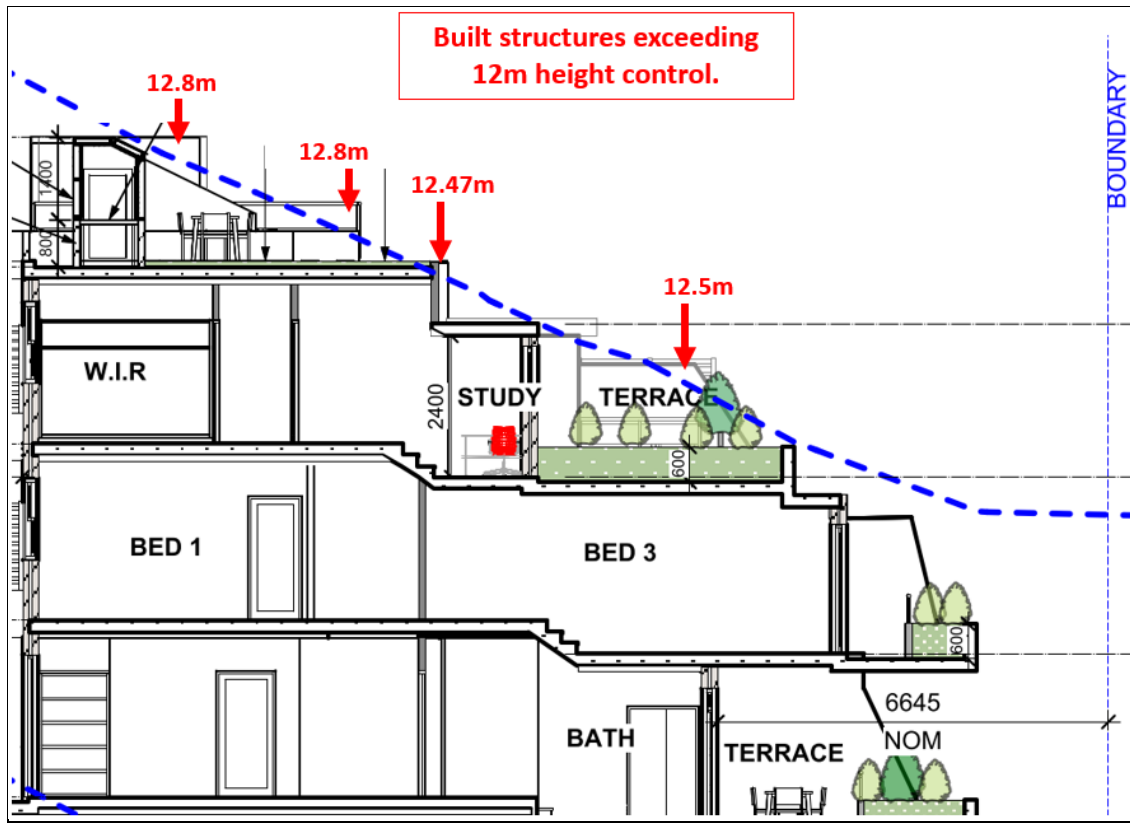 Built structures exceeding
12m height control.
BOUNDARY
12.8m
12.8m
12.47m
12.5m
1400
800
W.I.R
2400
STUDY
TERRACE
600
BED 1
BED 3
600
6645
NOM
BATH
TERRACE